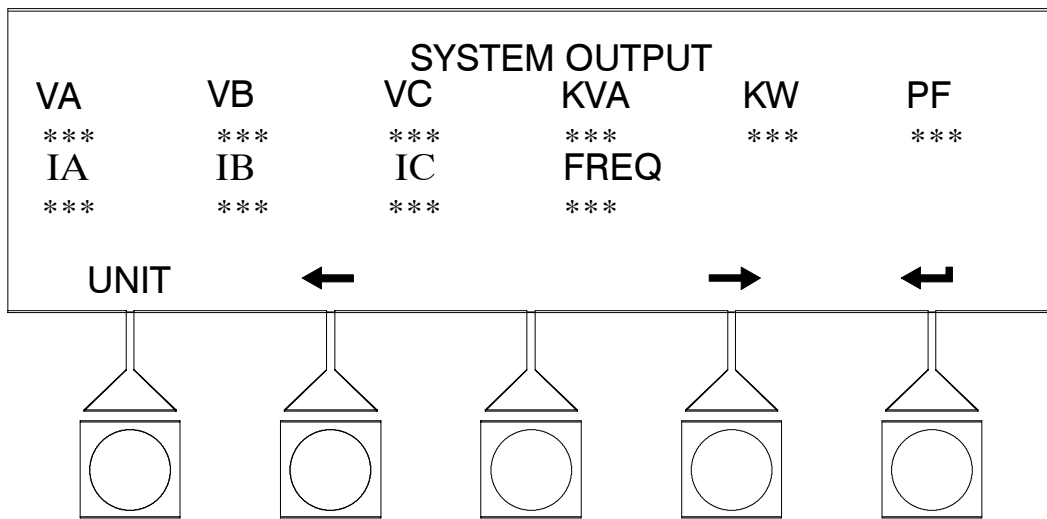 SYSTEM OUTPUT
VA VB VC KVA KW PF
*** *** *** *** *** ***
IA IB IC FREQ
*** *** *** ***
UNIT ← → ↵